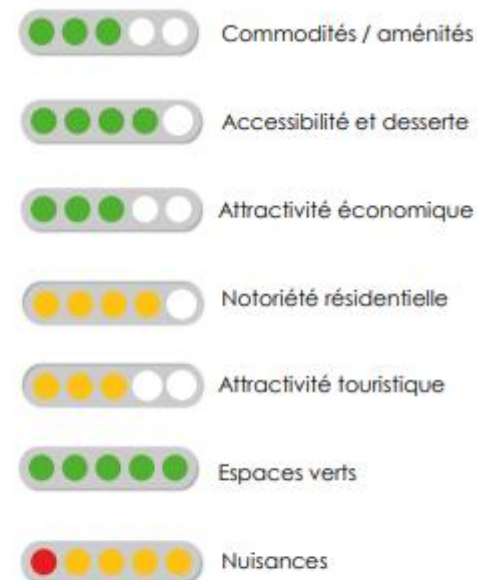 Commodités / aménités
Accessibilité et desserte
Attractivité économique
Notoriété résidentielle
Attractivité touristique
Espaces verts
Nuisances